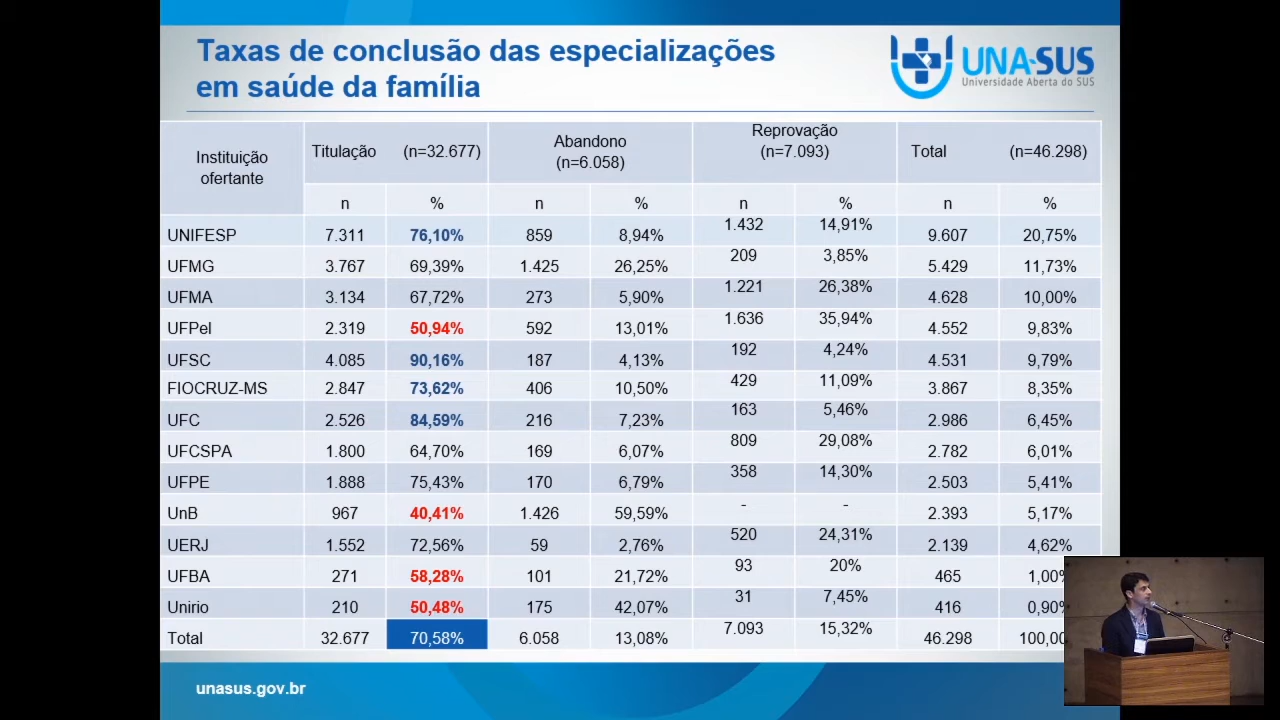 Taxas de conclusão das especializações
em saúde da família
UNA-SUS
Universidade Aberta do SUS
Instituição ofertante Titulação (n=32.677) Abandono (n=6.058) Reprovação (n=7.093) Total (n=46.298)
n % n % n % n %
UNIFESP 7.311 76,10% 859 8,94% 1.432 14,91% 9.607 20,75%
UFMG 3.767 69,39% 1.425 26,25% 209 3,85% 5.429 11,73%
UFMA 3.134 67,72% 273 5,90% 1.221 26,38% 4.628 10,00%
UFPel 2.319 50,94% 592 13,01% 1.636 35,94% 4.552 9,83%
UFSC 4.085 90,16% 187 4,13% 192 4,24% 4.531 9,79%
FIOCRUZ-MS 2.847 73,62% 406 10,50% 429 11,09% 3.867 8,35%
UFC 2.526 84,59% 216 7,23% 163 5,46% 2.986 6,45%
UFCSPA 1.800 64,70% 169 6,07% 809 29,08% 2.782 6,01%
UFPE 1.888 75,43% 170 6,79% 358 14,30% 2.503 5,41%
UnB 967 40,41% 1.426 59,59% - - 2.393 5,17%
UERJ 1.552 72,56% 59 2,76% 520 24,31% 2.139 4,62%
UFBA 271 58,28% 101 21,72% 93 20% 465 1,00%
Unirio 210 50,48% 175 42,07% 31 7,45% 416 0,90%
Total 32.677 70,58% 6.058 13,08% 7.093 15,32% 46.298 100,00
unasus.gov.br